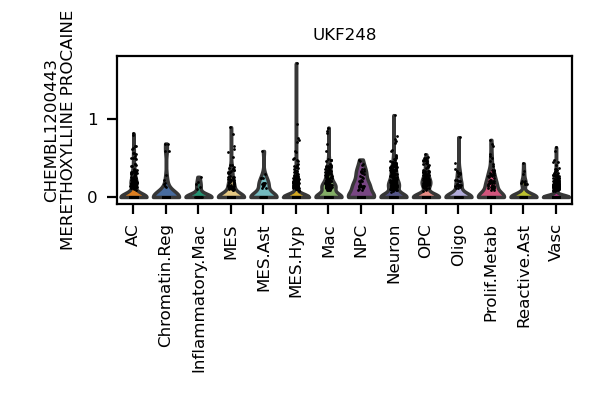 UKF248
CHEMBL1200443
MERETHOXYLLINE PROCAINE
1
0
AC
Chromatin.Reg
Inflammatory.Mac
MES
MES.Ast
MES.Hyp
Mac
NPC
Neuron
OPC
Oligo
Prolif.Metab
Reactive.Ast
Vasc